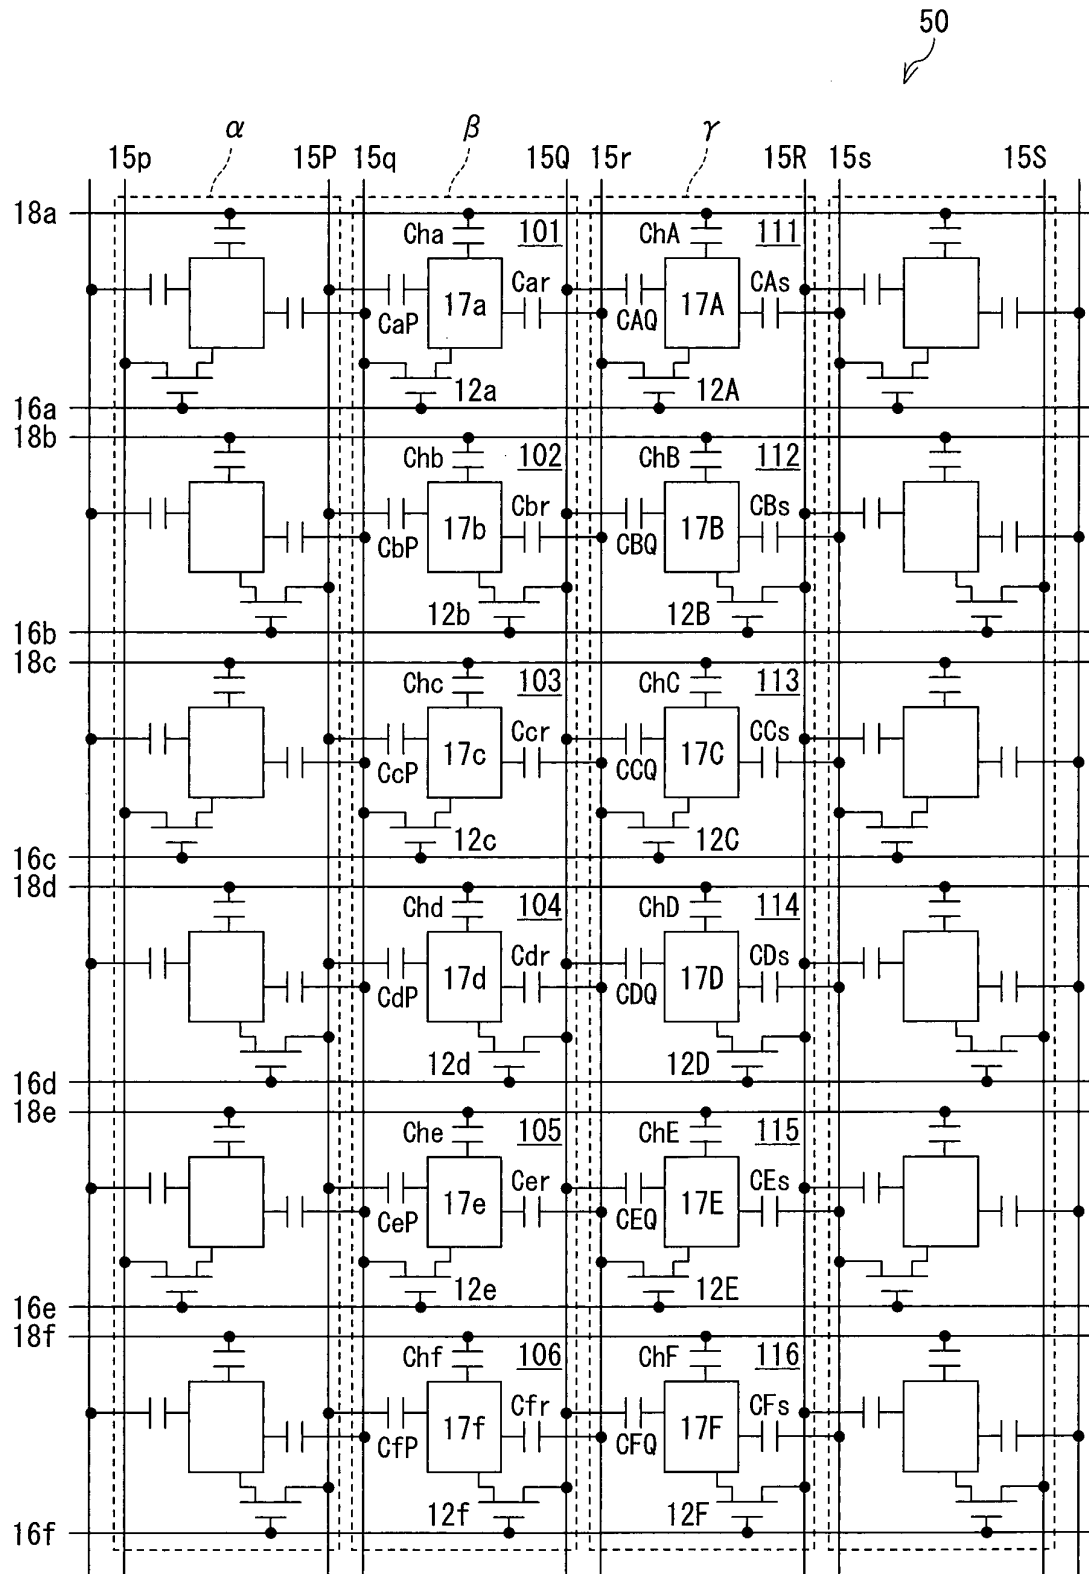 50
α β γ
15p 15P 15q 15Q 15r 15R 15s 15S
18a
Cha 101 ChA 111
Car CAs
17a 17A
CaP CAQ
12a 12A
16a
18b
Chb 102 ChB 112
Cbr CBs
17b 17B
CbP CBQ
12b 12B
16b
18c
Chc 103 ChC 113
Ccr CCs
17c 17C
CcP CCQ
12c 12C
16c
18d
Chd 104 ChD 114
Cdr CDs
17d 17D
CdP CDQ
12d 12D
16d
18e
Che 105 ChE 115
Cer CEs
17e 17E
CeP CEQ
12e 12E
16e
18f
Chf 106 ChF 116
Cfr CFs
17f 17F
CfP CFQ
12f 12F
16f